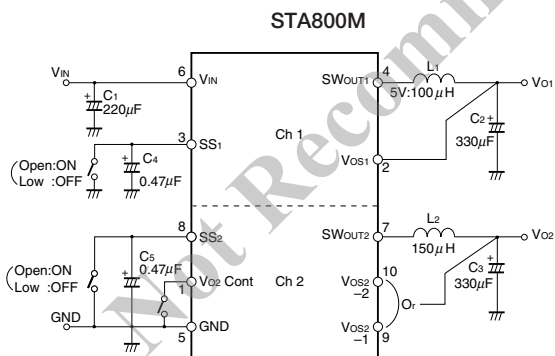 STA800M
VIN
6
VIN
C1
220μF
+
SWOUT1
4
L1
5V:100μH
VO1
C2
+
330μF
3
SS1
Ch 1
Open:ON
Low :OFF
+
C4
0.47μF
VOS1
2
8
SS2
SWOUT2
7
L2
150μH
VO2
C5
+
0.47μF
VO2 Cont
1
Ch 2
VOS2
-2
10
Or
C3
+
330μF
Open:ON
Low :OFF
GND
5
GND
VOS2
-1
9
Not Recomm